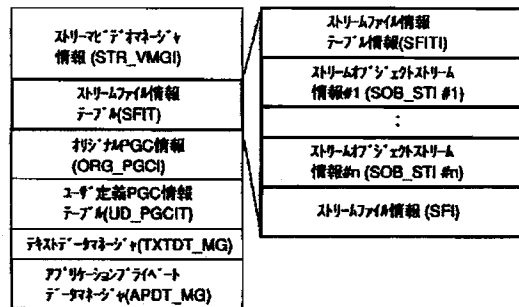 ストリーマビデオマネージャ
情報 (STR_VMGI)
ストリームファイル情報
テーブル(SFIT)
オリジナルPGC情報
(ORG_PGCI)
ユーザ定義PGC情報
テーブル(UD_PGCIT)
テキストデータマネージャ(TXTDT_MG)
アプリケーションプライベート
データマネージャ(APDT_MG)
ストリームファイル情報
テーブル情報(SFITI)
ストリームオブジェクトストリーム
情報#1 (SOB_STI #1)
:
ストリームオブジェクトストリーム
情報#n (SOB_STI #n)
ストリームファイル情報 (SFI)